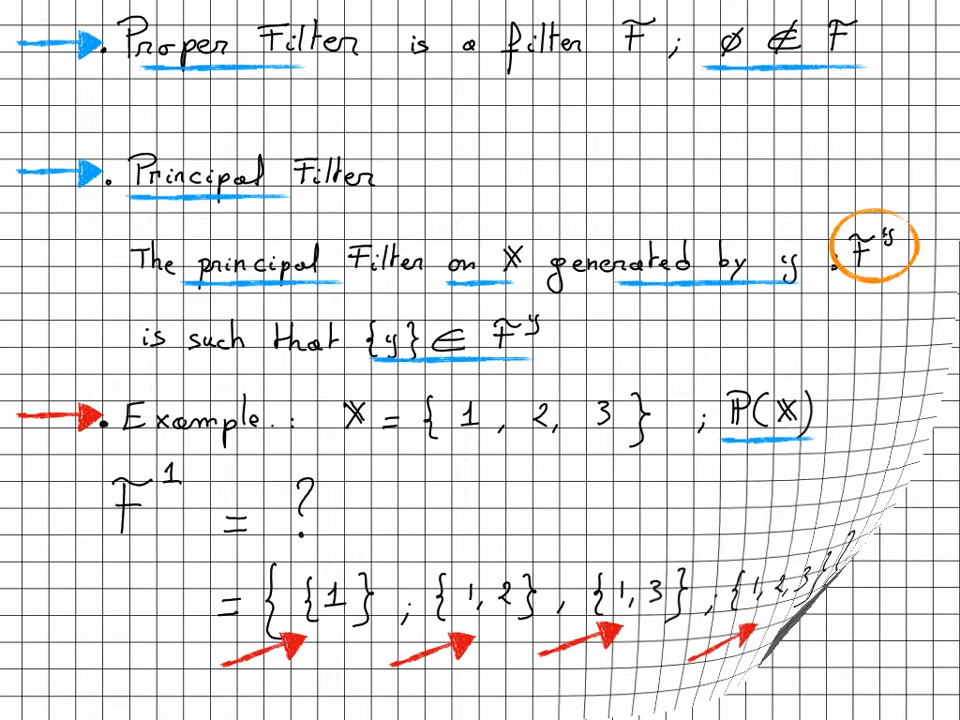 . Proper Filter is a filter F̃ ; ∅ ∉ F̃
. Principal Filter
The principal Filter on X generated by y : F̃^y
is such that {y} ∈ F̃^y
. Example. : X = { 1 , 2, 3 } ; P(X)
F̃^1 = ?
= { {1} ; {1,2} , {1,3} ; {1,2,3}}